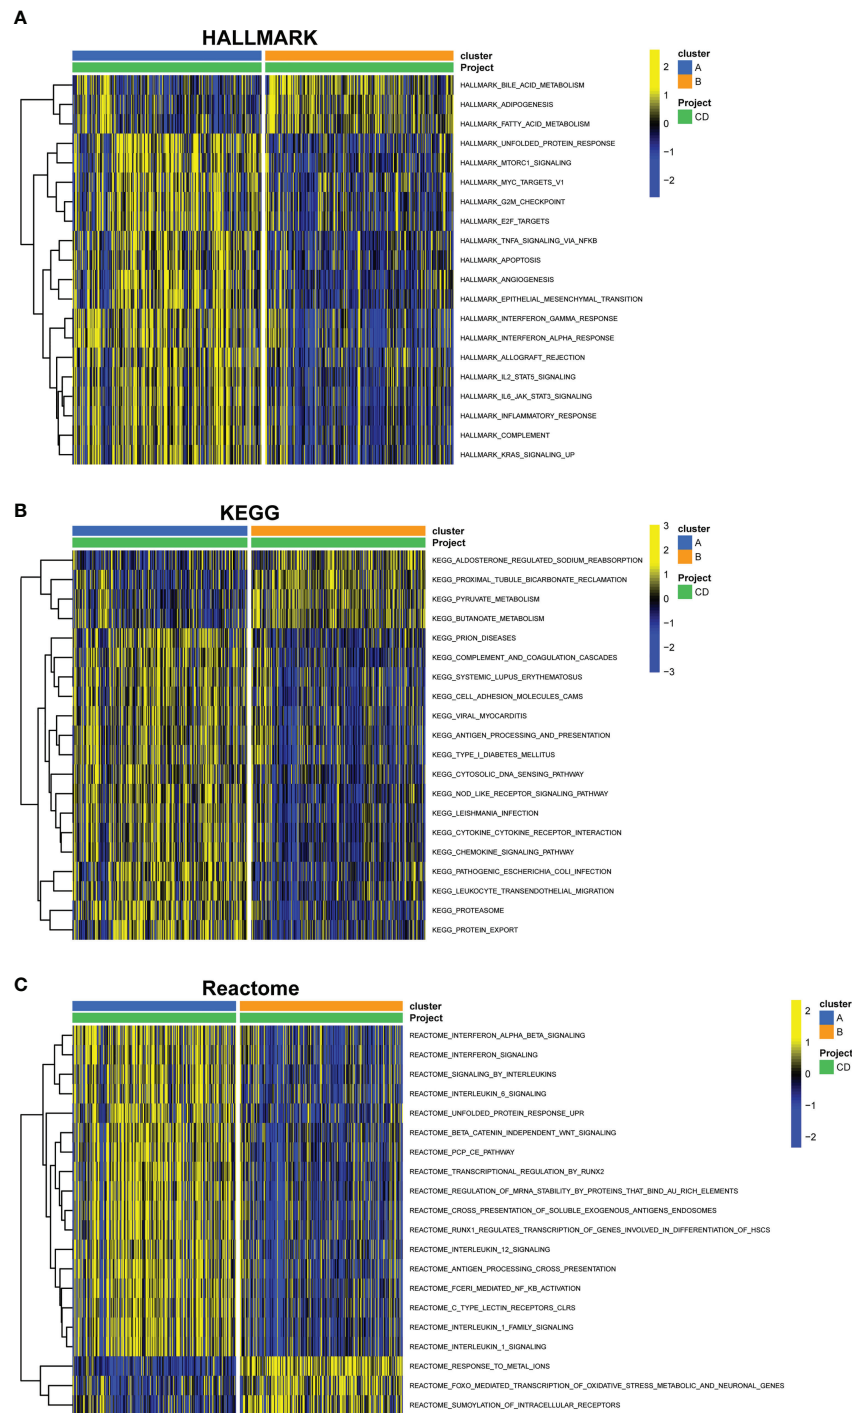 A
HALLMARK
cluster
Project
HALLMARK_BILE_ACID_METABOLISM
HALLMARK_ADIPOGENESIS
HALLMARK_FATTY_ACID_METABOLISM
HALLMARK_UNFOLDED_PROTEIN_RESPONSE
HALLMARK_MTORC1_SIGNALING
HALLMARK_MYC_TARGETS_V1
HALLMARK_G2M_CHECKPOINT
HALLMARK_E2F_TARGETS
HALLMARK_TNFA_SIGNALING_VIA_NFKB
HALLMARK_APOPTOSIS
HALLMARK_ANGIOGENESIS
HALLMARK_EPITHELIAL_MESENCHYMAL_TRANSITION
HALLMARK_INTERFERON_GAMMA_RESPONSE
HALLMARK_INTERFERON_ALPHA_RESPONSE
HALLMARK_ALLOGRAFT_REJECTION
HALLMARK_IL2_STAT5_SIGNALING
HALLMARK_IL6_JAK_STAT3_SIGNALING
HALLMARK_INFLAMMATORY_RESPONSE
HALLMARK_COMPLEMENT
HALLMARK_KRAS_SIGNALING_UP
2
1
0
−1
−2
cluster
A
B
Project
CD
B
KEGG
cluster
Project
KEGG_ALDOSTERONE_REGULATED_SODIUM_REABSORPTION
KEGG_PROXIMAL_TUBULE_BICARBONATE_RECLAMATION
KEGG_PYRUVATE_METABOLISM
KEGG_BUTANOATE_METABOLISM
KEGG_PRION_DISEASES
KEGG_COMPLEMENT_AND_COAGULATION_CASCADES
KEGG_SYSTEMIC_LUPUS_ERYTHEMATOSUS
KEGG_CELL_ADHESION_MOLECULES_CAMS
KEGG_VIRAL_MYOCARDITIS
KEGG_ANTIGEN_PROCESSING_AND_PRESENTATION
KEGG_TYPE_I_DIABETES_MELLITUS
KEGG_CYTOSOLIC_DNA_SENSING_PATHWAY
KEGG_NOD_LIKE_RECEPTOR_SIGNALING_PATHWAY
KEGG_LEISHMANIA_INFECTION
KEGG_CYTOKINE_CYTOKINE_RECEPTOR_INTERACTION
KEGG_CHEMOKINE_SIGNALING_PATHWAY
KEGG_PATHOGENIC_ESCHERICHIA_COLI_INFECTION
KEGG_LEUKOCYTE_TRANSENDOTHELIAL_MIGRATION
KEGG_PROTEASOME
KEGG_PROTEIN_EXPORT
3
2
1
0
−1
−2
−3
cluster
A
B
Project
CD
C
Reactome
cluster
Project
REACTOME_INTERFERON_ALPHA_BETA_SIGNALING
REACTOME_INTERFERON_SIGNALING
REACTOME_SIGNALING_BY_INTERLEUKINS
REACTOME_INTERLEUKIN_6_SIGNALING
REACTOME_UNFOLDED_PROTEIN_RESPONSE_UPR
REACTOME_BETA_CATENIN_INDEPENDENT_WNT_SIGNALING
REACTOME_PCP_CE_PATHWAY
REACTOME_TRANSCRIPTIONAL_REGULATION_BY_RUNX2
REACTOME_REGULATION_OF_MRNA_STABILITY_BY_PROTEINS_THAT_BIND_AU_RICH_ELEMENTS
REACTOME_CROSS_PRESENTATION_OF_SOLUBLE_EXOGENOUS_ANTIGENS_ENDOSOMES
REACTOME_RUNX1_REGULATES_TRANSCRIPTION_OF_GENES_INVOLVED_IN_DIFFERENTIATION_OF_HSCS
REACTOME_INTERLEUKIN_12_SIGNALING
REACTOME_ANTIGEN_PROCESSING_CROSS_PRESENTATION
REACTOME_FCERI_MEDIATED_NF_KB_ACTIVATION
REACTOME_C_TYPE_LECTIN_RECEPTORS_CLRS
REACTOME_INTERLEUKIN_1_FAMILY_SIGNALING
REACTOME_INTERLEUKIN_1_SIGNALING
REACTOME_RESPONSE_TO_METAL_IONS
REACTOME_FOXO_MEDIATED_TRANSCRIPTION_OF_OXIDATIVE_STRESS_METABOLIC_AND_NEURONAL_GENES
REACTOME_SUMOYLATION_OF_INTRACELLULAR_RECEPTORS
2
1
0
−1
−2
cluster
A
B
Project
CD